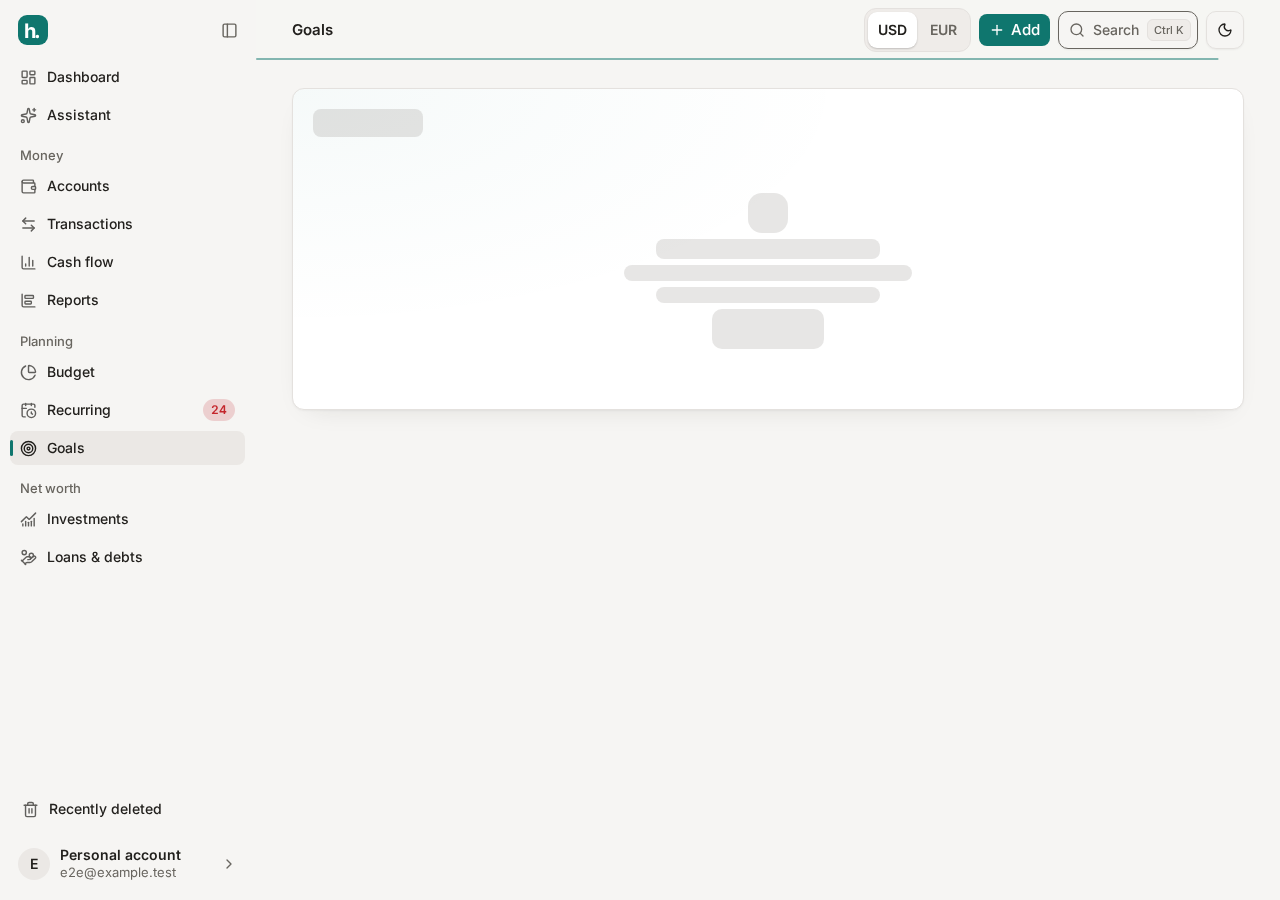 h.
Dashboard
Assistant
Money
Accounts
Transactions
Cash flow
Reports
Planning
Budget
Recurring 24
Goals
Net worth
Investments
Loans & debts
Recently deleted
E
Personal account
e2e@example.test
Goals
USD EUR
Add
Search Ctrl K